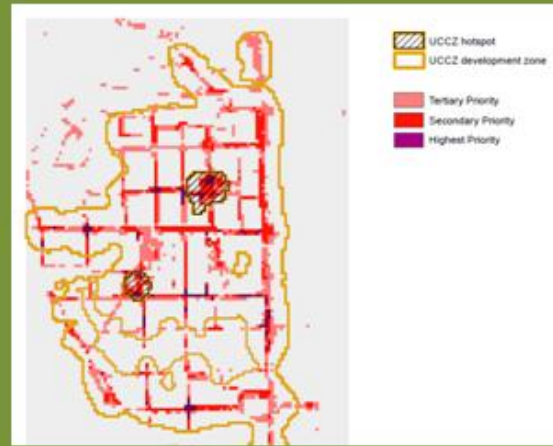 UCCZ hotspot
UCCZ development zone
Tertiary Priority
Secondary Priority
Highest Priority